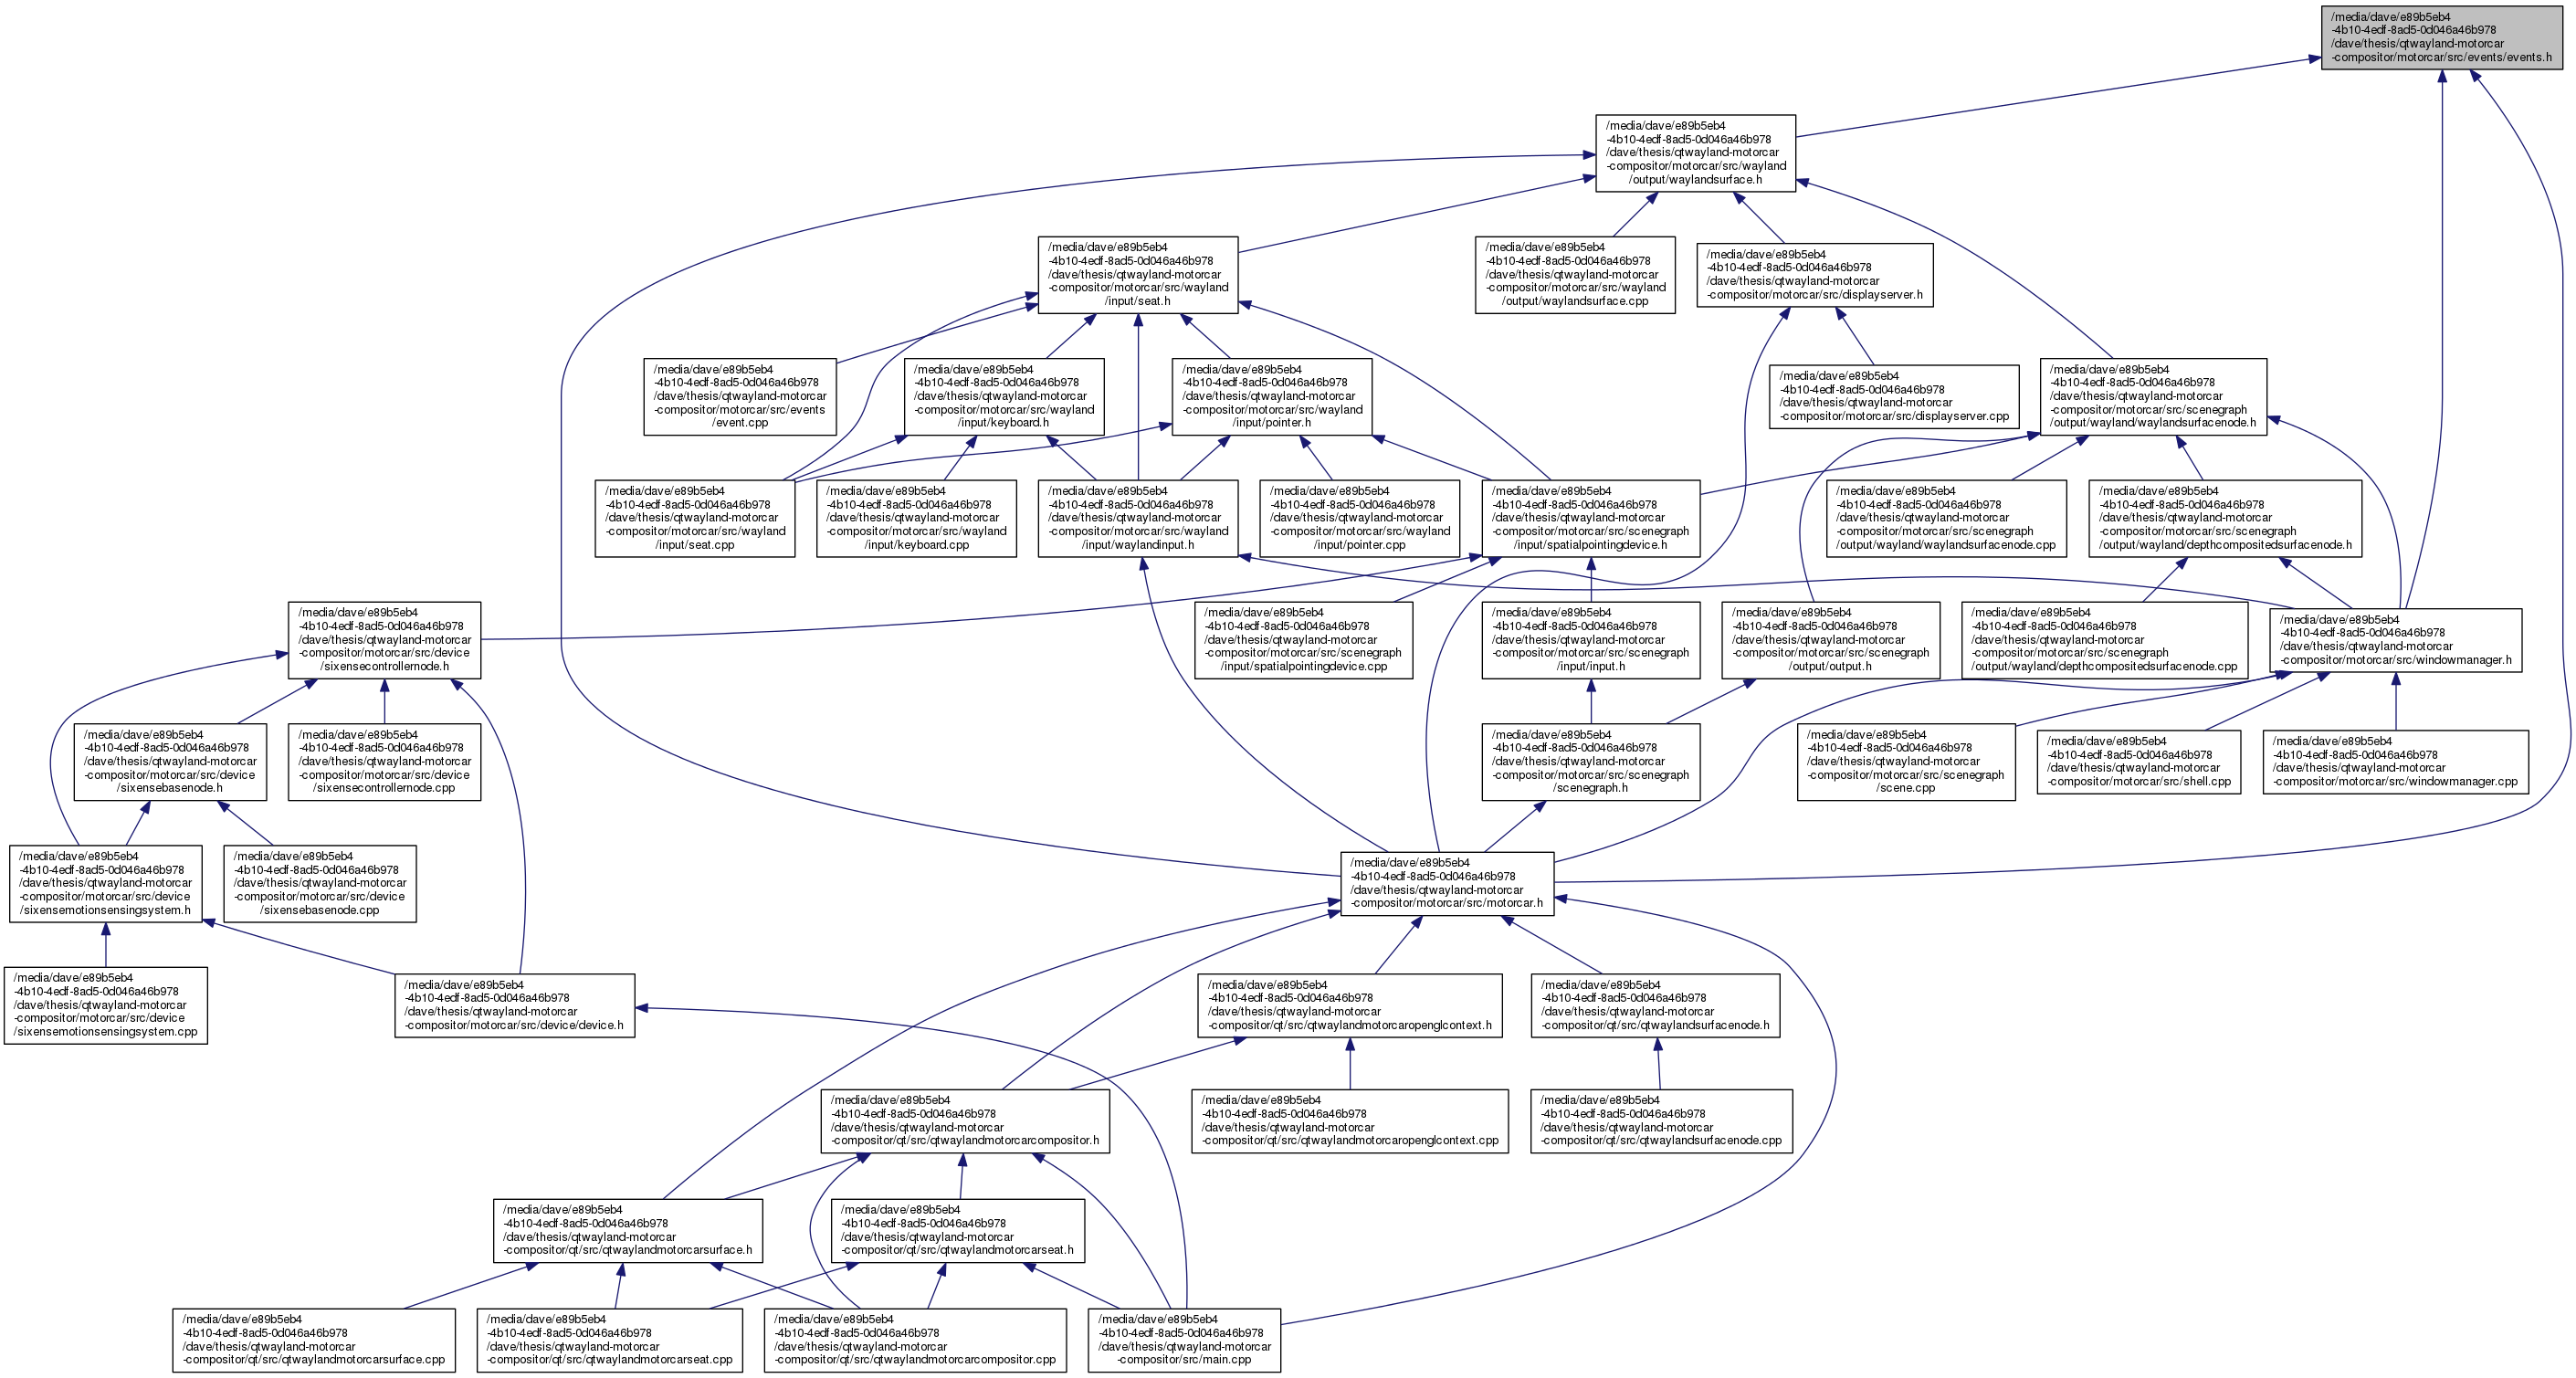 /media/dave/e89b5eb4
-4b10-4edf-8ad5-0d046a46b978
/dave/thesis/qtwayland-motorcar
-compositor/motorcar/src/events/events.h
/media/dave/e89b5eb4
-4b10-4edf-8ad5-0d046a46b978
/dave/thesis/qtwayland-motorcar
-compositor/motorcar/src/wayland
/output/waylandsurface.h
/media/dave/e89b5eb4
-4b10-4edf-8ad5-0d046a46b978
/dave/thesis/qtwayland-motorcar
-compositor/motorcar/src/wayland
/input/seat.h
/media/dave/e89b5eb4
-4b10-4edf-8ad5-0d046a46b978
/dave/thesis/qtwayland-motorcar
-compositor/motorcar/src/wayland
/output/waylandsurface.cpp
/media/dave/e89b5eb4
-4b10-4edf-8ad5-0d046a46b978
/dave/thesis/qtwayland-motorcar
-compositor/motorcar/src/displayserver.h
/media/dave/e89b5eb4
-4b10-4edf-8ad5-0d046a46b978
/dave/thesis/qtwayland-motorcar
-compositor/motorcar/src/events
/event.cpp
/media/dave/e89b5eb4
-4b10-4edf-8ad5-0d046a46b978
/dave/thesis/qtwayland-motorcar
-compositor/motorcar/src/wayland
/input/keyboard.h
/media/dave/e89b5eb4
-4b10-4edf-8ad5-0d046a46b978
/dave/thesis/qtwayland-motorcar
-compositor/motorcar/src/wayland
/input/pointer.h
/media/dave/e89b5eb4
-4b10-4edf-8ad5-0d046a46b978
/dave/thesis/qtwayland-motorcar
-compositor/motorcar/src/displayserver.cpp
/media/dave/e89b5eb4
-4b10-4edf-8ad5-0d046a46b978
/dave/thesis/qtwayland-motorcar
-compositor/motorcar/src/scenegraph
/output/wayland/waylandsurfacenode.h
/media/dave/e89b5eb4
-4b10-4edf-8ad5-0d046a46b978
/dave/thesis/qtwayland-motorcar
-compositor/motorcar/src/wayland
/input/seat.cpp
/media/dave/e89b5eb4
-4b10-4edf-8ad5-0d046a46b978
/dave/thesis/qtwayland-motorcar
-compositor/motorcar/src/wayland
/input/keyboard.cpp
/media/dave/e89b5eb4
-4b10-4edf-8ad5-0d046a46b978
/dave/thesis/qtwayland-motorcar
-compositor/motorcar/src/wayland
/input/waylandinput.h
/media/dave/e89b5eb4
-4b10-4edf-8ad5-0d046a46b978
/dave/thesis/qtwayland-motorcar
-compositor/motorcar/src/wayland
/input/pointer.cpp
/media/dave/e89b5eb4
-4b10-4edf-8ad5-0d046a46b978
/dave/thesis/qtwayland-motorcar
-compositor/motorcar/src/scenegraph
/input/spatialpointingdevice.h
/media/dave/e89b5eb4
-4b10-4edf-8ad5-0d046a46b978
/dave/thesis/qtwayland-motorcar
-compositor/motorcar/src/scenegraph
/output/wayland/waylandsurfacenode.cpp
/media/dave/e89b5eb4
-4b10-4edf-8ad5-0d046a46b978
/dave/thesis/qtwayland-motorcar
-compositor/motorcar/src/scenegraph
/output/wayland/depthcompositedsurfacenode.h
/media/dave/e89b5eb4
-4b10-4edf-8ad5-0d046a46b978
/dave/thesis/qtwayland-motorcar
-compositor/motorcar/src/device
/sixensecontrollernode.h
/media/dave/e89b5eb4
-4b10-4edf-8ad5-0d046a46b978
/dave/thesis/qtwayland-motorcar
-compositor/motorcar/src/scenegraph
/input/spatialpointingdevice.cpp
/media/dave/e89b5eb4
-4b10-4edf-8ad5-0d046a46b978
/dave/thesis/qtwayland-motorcar
-compositor/motorcar/src/scenegraph
/input/input.h
/media/dave/e89b5eb4
-4b10-4edf-8ad5-0d046a46b978
/dave/thesis/qtwayland-motorcar
-compositor/motorcar/src/scenegraph
/output/output.h
/media/dave/e89b5eb4
-4b10-4edf-8ad5-0d046a46b978
/dave/thesis/qtwayland-motorcar
-compositor/motorcar/src/scenegraph
/output/wayland/depthcompositedsurfacenode.cpp
/media/dave/e89b5eb4
-4b10-4edf-8ad5-0d046a46b978
/dave/thesis/qtwayland-motorcar
-compositor/motorcar/src/windowmanager.h
/media/dave/e89b5eb4
-4b10-4edf-8ad5-0d046a46b978
/dave/thesis/qtwayland-motorcar
-compositor/motorcar/src/device
/sixensebasenode.h
/media/dave/e89b5eb4
-4b10-4edf-8ad5-0d046a46b978
/dave/thesis/qtwayland-motorcar
-compositor/motorcar/src/device
/sixensecontrollernode.cpp
/media/dave/e89b5eb4
-4b10-4edf-8ad5-0d046a46b978
/dave/thesis/qtwayland-motorcar
-compositor/motorcar/src/scenegraph
/scenegraph.h
/media/dave/e89b5eb4
-4b10-4edf-8ad5-0d046a46b978
/dave/thesis/qtwayland-motorcar
-compositor/motorcar/src/scenegraph
/scene.cpp
/media/dave/e89b5eb4
-4b10-4edf-8ad5-0d046a46b978
/dave/thesis/qtwayland-motorcar
-compositor/motorcar/src/shell.cpp
/media/dave/e89b5eb4
-4b10-4edf-8ad5-0d046a46b978
/dave/thesis/qtwayland-motorcar
-compositor/motorcar/src/windowmanager.cpp
/media/dave/e89b5eb4
-4b10-4edf-8ad5-0d046a46b978
/dave/thesis/qtwayland-motorcar
-compositor/motorcar/src/device
/sixensemotionsensingsystem.h
/media/dave/e89b5eb4
-4b10-4edf-8ad5-0d046a46b978
/dave/thesis/qtwayland-motorcar
-compositor/motorcar/src/device
/sixensebasenode.cpp
/media/dave/e89b5eb4
-4b10-4edf-8ad5-0d046a46b978
/dave/thesis/qtwayland-motorcar
-compositor/motorcar/src/motorcar.h
/media/dave/e89b5eb4
-4b10-4edf-8ad5-0d046a46b978
/dave/thesis/qtwayland-motorcar
-compositor/motorcar/src/device
/sixensemotionsensingsystem.cpp
/media/dave/e89b5eb4
-4b10-4edf-8ad5-0d046a46b978
/dave/thesis/qtwayland-motorcar
-compositor/motorcar/src/device/device.h
/media/dave/e89b5eb4
-4b10-4edf-8ad5-0d046a46b978
/dave/thesis/qtwayland-motorcar
-compositor/qt/src/qtwaylandmotorcaropenglcontext.h
/media/dave/e89b5eb4
-4b10-4edf-8ad5-0d046a46b978
/dave/thesis/qtwayland-motorcar
-compositor/qt/src/qtwaylandsurfacenode.h
/media/dave/e89b5eb4
-4b10-4edf-8ad5-0d046a46b978
/dave/thesis/qtwayland-motorcar
-compositor/qt/src/qtwaylandmotorcarcompositor.h
/media/dave/e89b5eb4
-4b10-4edf-8ad5-0d046a46b978
/dave/thesis/qtwayland-motorcar
-compositor/qt/src/qtwaylandmotorcaropenglcontext.cpp
/media/dave/e89b5eb4
-4b10-4edf-8ad5-0d046a46b978
/dave/thesis/qtwayland-motorcar
-compositor/qt/src/qtwaylandsurfacenode.cpp
/media/dave/e89b5eb4
-4b10-4edf-8ad5-0d046a46b978
/dave/thesis/qtwayland-motorcar
-compositor/qt/src/qtwaylandmotorcarsurface.h
/media/dave/e89b5eb4
-4b10-4edf-8ad5-0d046a46b978
/dave/thesis/qtwayland-motorcar
-compositor/qt/src/qtwaylandmotorcarseat.h
/media/dave/e89b5eb4
-4b10-4edf-8ad5-0d046a46b978
/dave/thesis/qtwayland-motorcar
-compositor/qt/src/qtwaylandmotorcarsurface.cpp
/media/dave/e89b5eb4
-4b10-4edf-8ad5-0d046a46b978
/dave/thesis/qtwayland-motorcar
-compositor/qt/src/qtwaylandmotorcarseat.cpp
/media/dave/e89b5eb4
-4b10-4edf-8ad5-0d046a46b978
/dave/thesis/qtwayland-motorcar
-compositor/qt/src/qtwaylandmotorcarcompositor.cpp
/media/dave/e89b5eb4
-4b10-4edf-8ad5-0d046a46b978
/dave/thesis/qtwayland-motorcar
-compositor/src/main.cpp